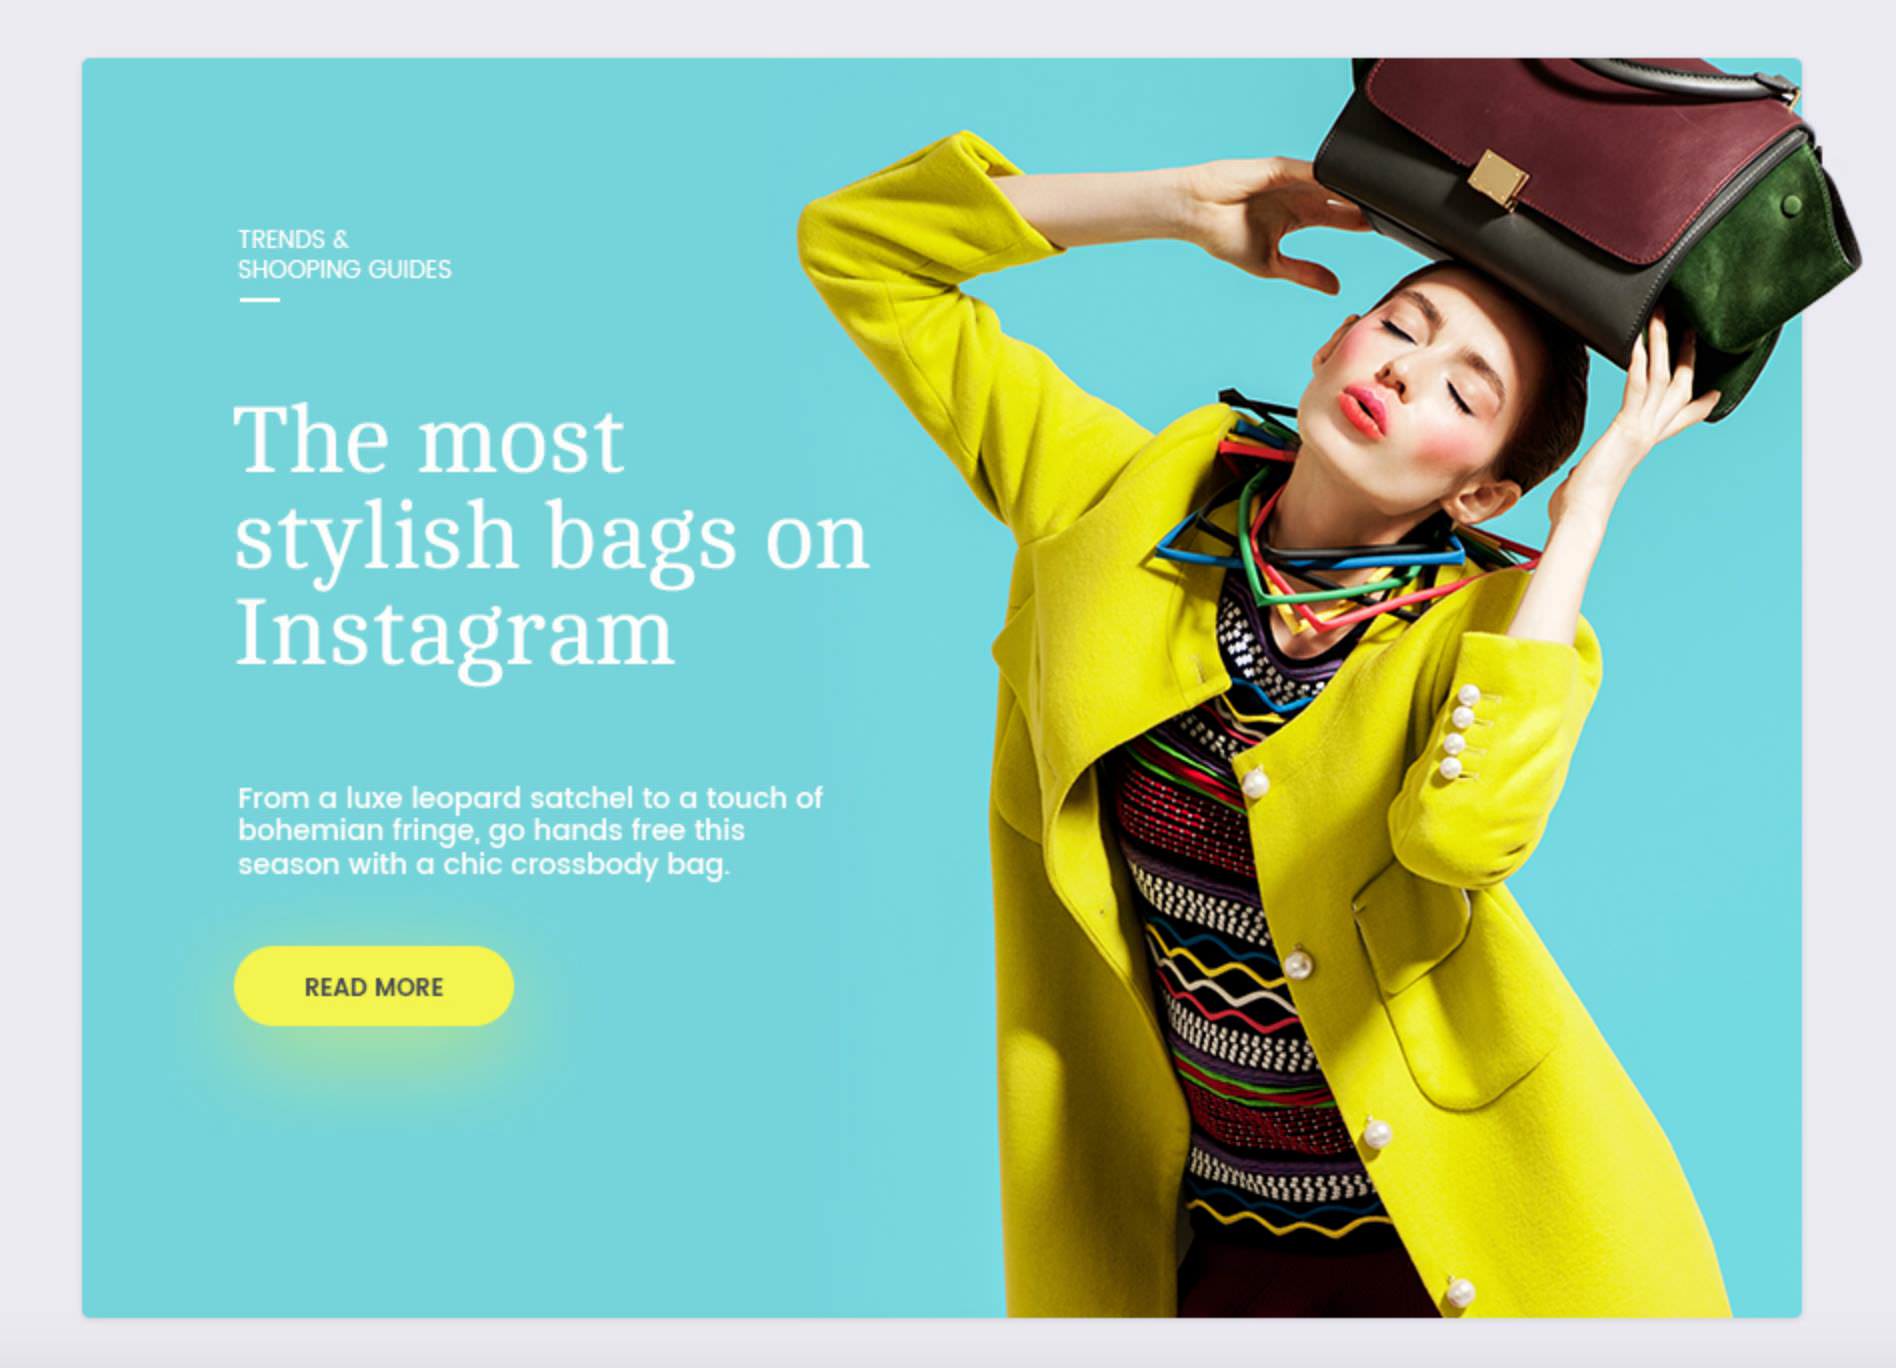 TRENDS &
SHOOPING GUIDES
The most
stylish bags on
Instagram
From a luxe leopard satchel to a touch of
bohemian fringe, go hands free this
season with a chic crossbody bag.
READ MORE